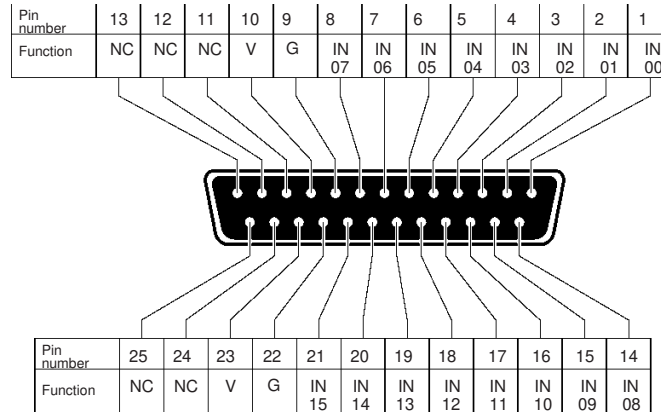 Pin number 13 12 11 10 9 8 7 6 5 4 3 2 1
Function NC NC NC V G IN 07 IN 06 IN 05 IN 04 IN 03 IN 02 IN 01 IN 00
Pin number 25 24 23 22 21 20 19 18 17 16 15 14
Function NC NC V G IN 15 IN 14 IN 13 IN 12 IN 11 IN 10 IN 09 IN 08